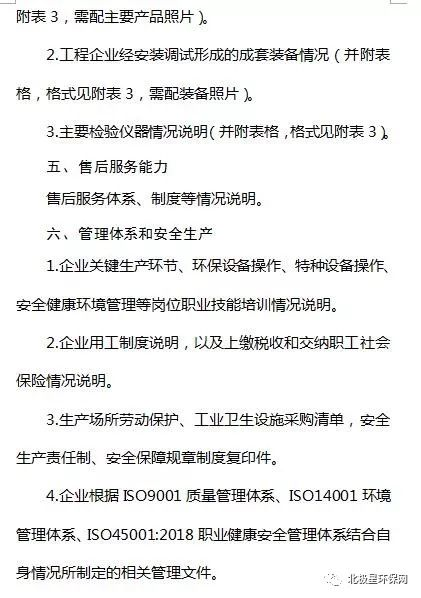 附表 3，需配主要产品照片）。
2.工程企业经安装调试形成的成套装备情况（并附表
格，格式见附表 3，需配装备照片）。
3.主要检验仪器情况说明（并附表格，格式见附表 3）。
五、售后服务能力
售后服务体系、制度等情况说明。
六、管理体系和安全生产
1.企业关键生产环节、环保设备操作、特种设备操作、
安全健康环境管理等岗位职业技能培训情况说明。
2.企业用工制度说明，以及上缴税收和交纳职工社会
保险情况说明。
3.生产场所劳动保护、工业卫生设施采购清单，安全
生产责任制、安全保障规章制度复印件。
4.企业根据 ISO9001 质量管理体系、ISO14001 环境
管理体系、ISO45001:2018 职业健康安全管理体系结合自
身情况所制定的相关管理文件。
北极星环保网